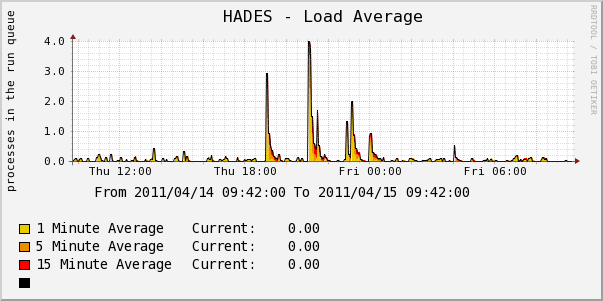 HADES - Load Average
processes in the run queue
RRDTOOL / TOBI OETIKER
4.0
3.0
2.0
1.0
0.0
Thu 12:00 Thu 18:00 Fri 00:00 Fri 06:00
From 2011/04/14 09:42:00 To 2011/04/15 09:42:00
1 Minute Average Current: 0.00
5 Minute Average Current: 0.00
15 Minute Average Current: 0.00